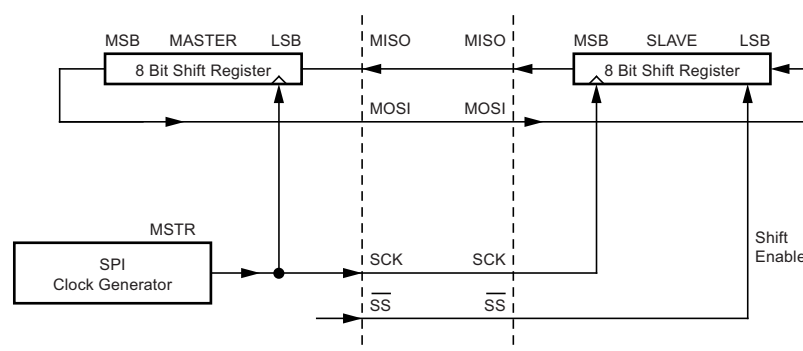 MSB MASTER LSB MISO MISO MSB SLAVE LSB
8 Bit Shift Register 8 Bit Shift Register
MOSI MOSI
MSTR
SPI
Clock Generator
SCK SCK
Shift
Enable
SS SS